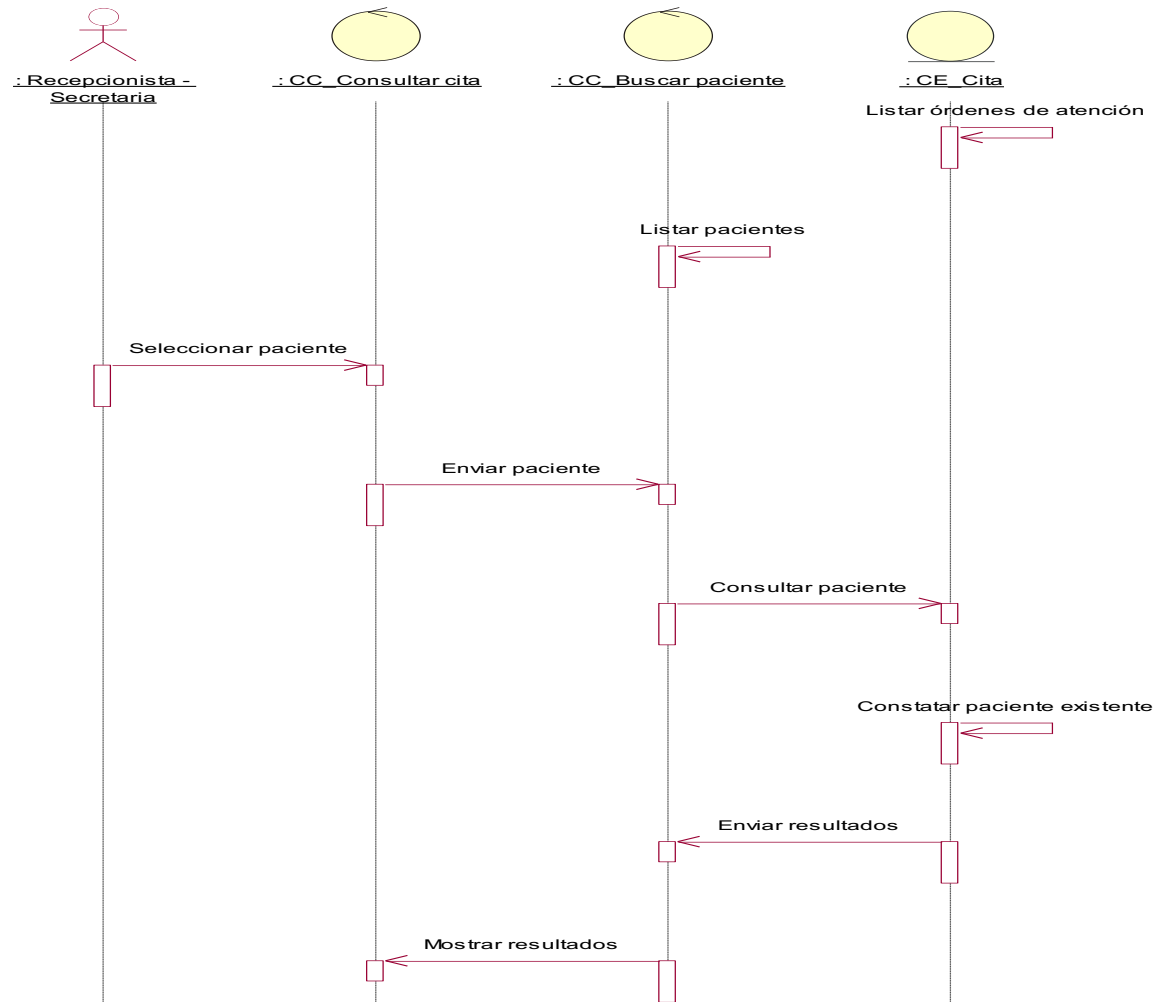 : Recepcionista -
Secretaria
: CC_Consultar cita
: CC_Buscar paciente
: CE_Cita
Listar órdenes de atención
Listar pacientes
Seleccionar paciente
Enviar paciente
Consultar paciente
Constatar paciente existente
Enviar resultados
Mostrar resultados